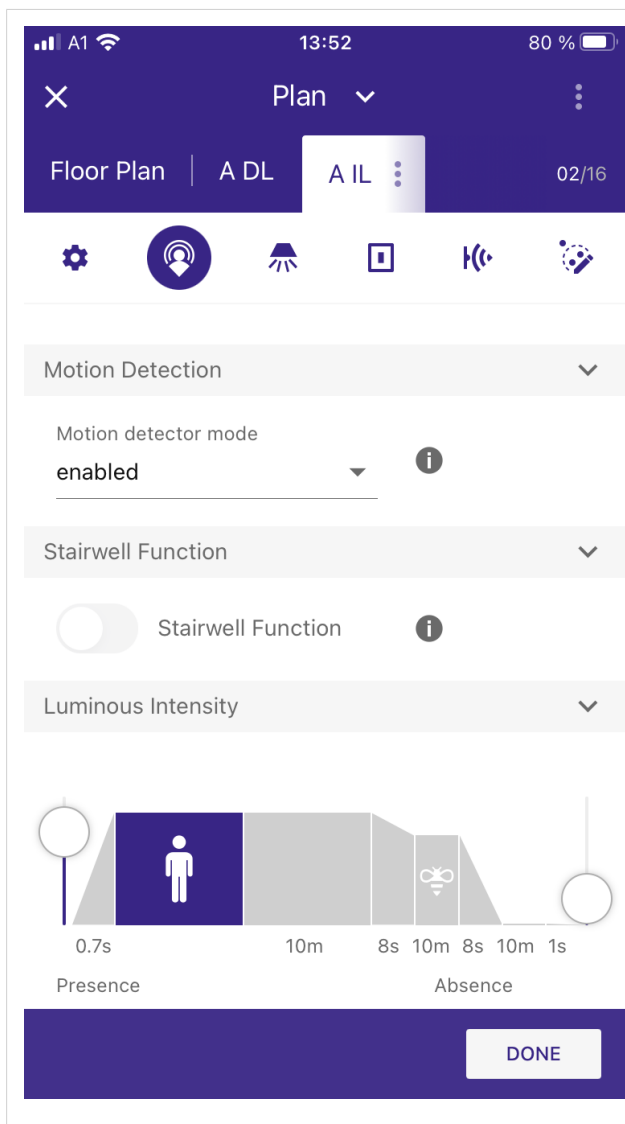 A1 13:52 80 %
Plan
Floor Plan A DL A IL 02/16
Motion Detection
Motion detector mode
enabled
Stairwell Function
Stairwell Function
Luminous Intensity
0.7s 10m 8s 10m 8s 10m 1s
Presence Absence
DONE